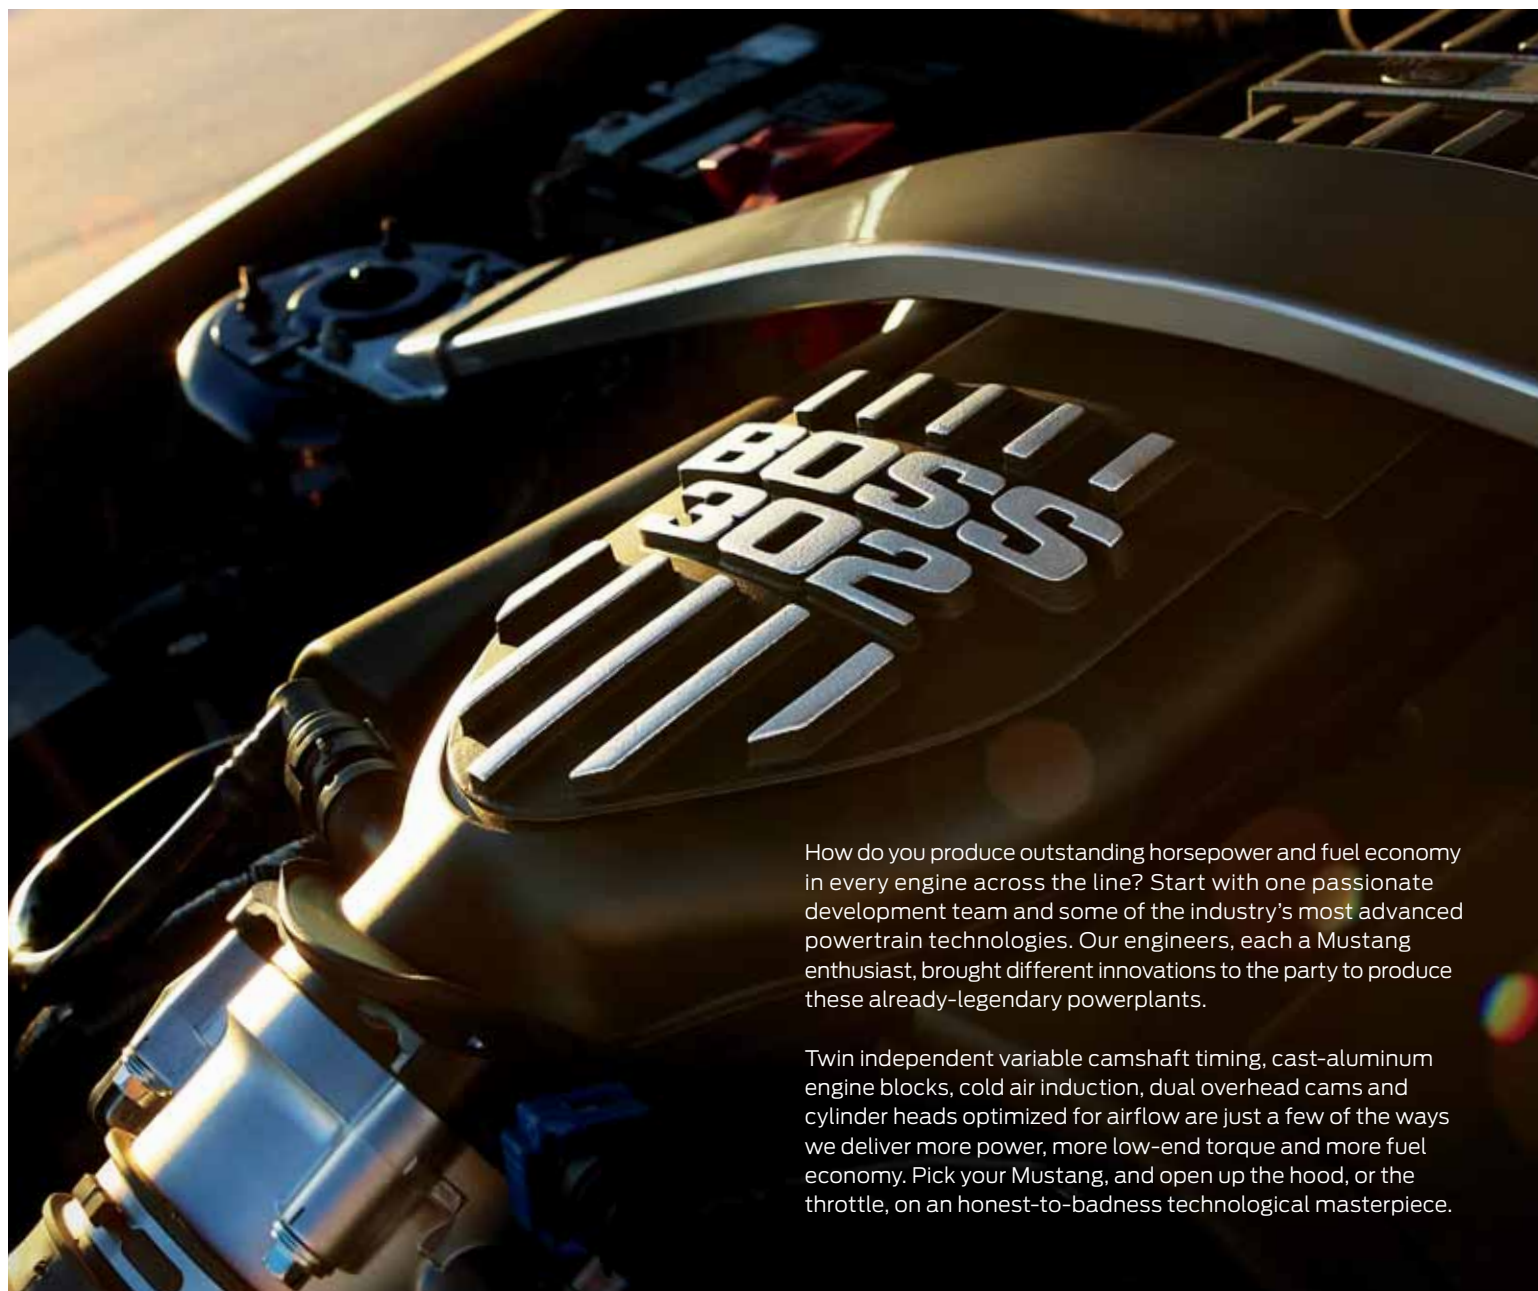 BOSS
302
How do you produce outstanding horsepower and fuel economy
in every engine across the line? Start with one passionate
development team and some of the industry’s most advanced
powertrain technologies. Our engineers, each a Mustang
enthusiast, brought different innovations to the party to produce
these already-legendary powerplants.
Twin independent variable camshaft timing, cast-aluminum
engine blocks, cold air induction, dual overhead cams and
cylinder heads optimized for airflow are just a few of the ways
we deliver more power, more low-end torque and more fuel
economy. Pick your Mustang, and open up the hood, or the
throttle, on an honest-to-badness technological masterpiece.